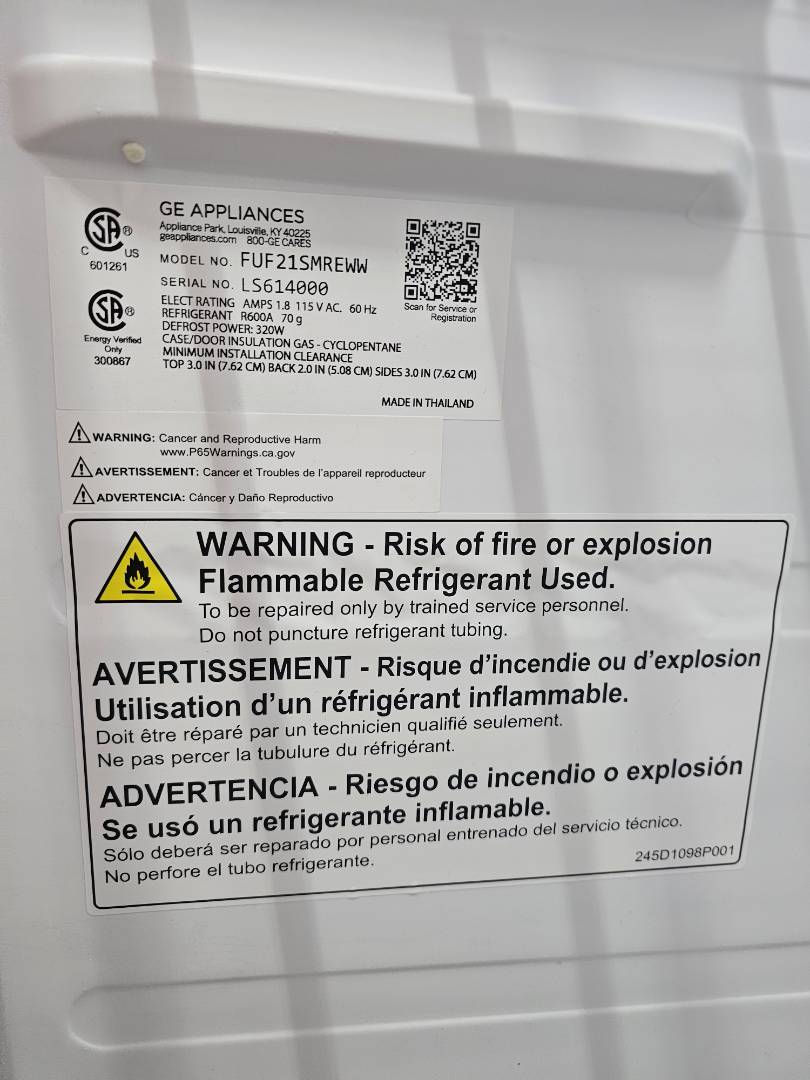 GE APPLIANCES
Appliance Park, Louisville, KY 40225
geappliances.com 800-GE CARES
SA ®
C US
601261
MODEL NO. FUF21SMREWW
SERIAL NO. LS614000
SA ®
Energy Verified
Only
300867
ELECT RATING AMPS 1.8 115 V AC. 60 Hz
REFRIGERANT R600A 70 g
DEFROST POWER: 320W
CASE/DOOR INSULATION GAS - CYCLOPENTANE
MINIMUM INSTALLATION CLEARANCE
TOP 3.0 IN (7.62 CM) BACK 2.0 IN (5.08 CM) SIDES 3.0 IN (7.62 CM)
Scan for Service or
Registration
MADE IN THAILAND
WARNING: Cancer and Reproductive Harm
www.P65Warnings.ca.gov
AVERTISSEMENT: Cancer et Troubles de l'appareil reproducteur
ADVERTENCIA: Cáncer y Daño Reproductivo
WARNING - Risk of fire or explosion
Flammable Refrigerant Used.
To be repaired only by trained service personnel.
Do not puncture refrigerant tubing.
AVERTISSEMENT - Risque d'incendie ou d'explosion
Utilisation d'un réfrigérant inflammable.
Doit être réparé par un technicien qualifié seulement.
Ne pas percer la tubulure du réfrigérant.
ADVERTENCIA - Riesgo de incendio o explosión
Se usó un refrigerante inflamable.
Sólo deberá ser reparado por personal entrenado del servicio técnico.
No perfore el tubo refrigerante.
245D1098P001